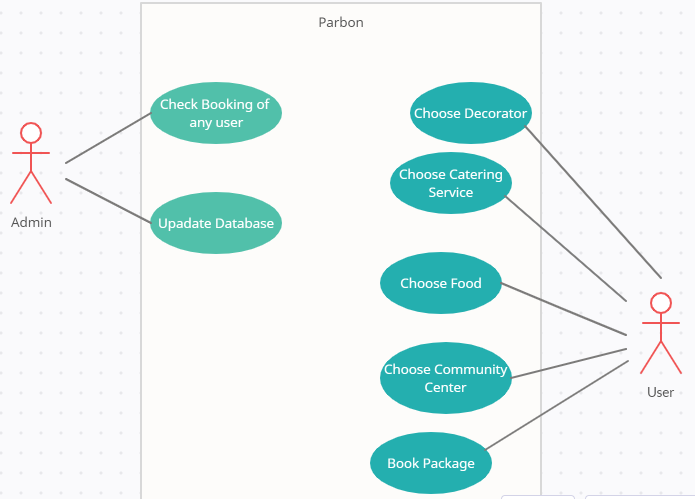 Parbon
Check Booking of
any user
Choose Decorator
Choose Catering
Service
Admin
Upadate Database
Choose Food
Choose Community
Center
User
Book Package